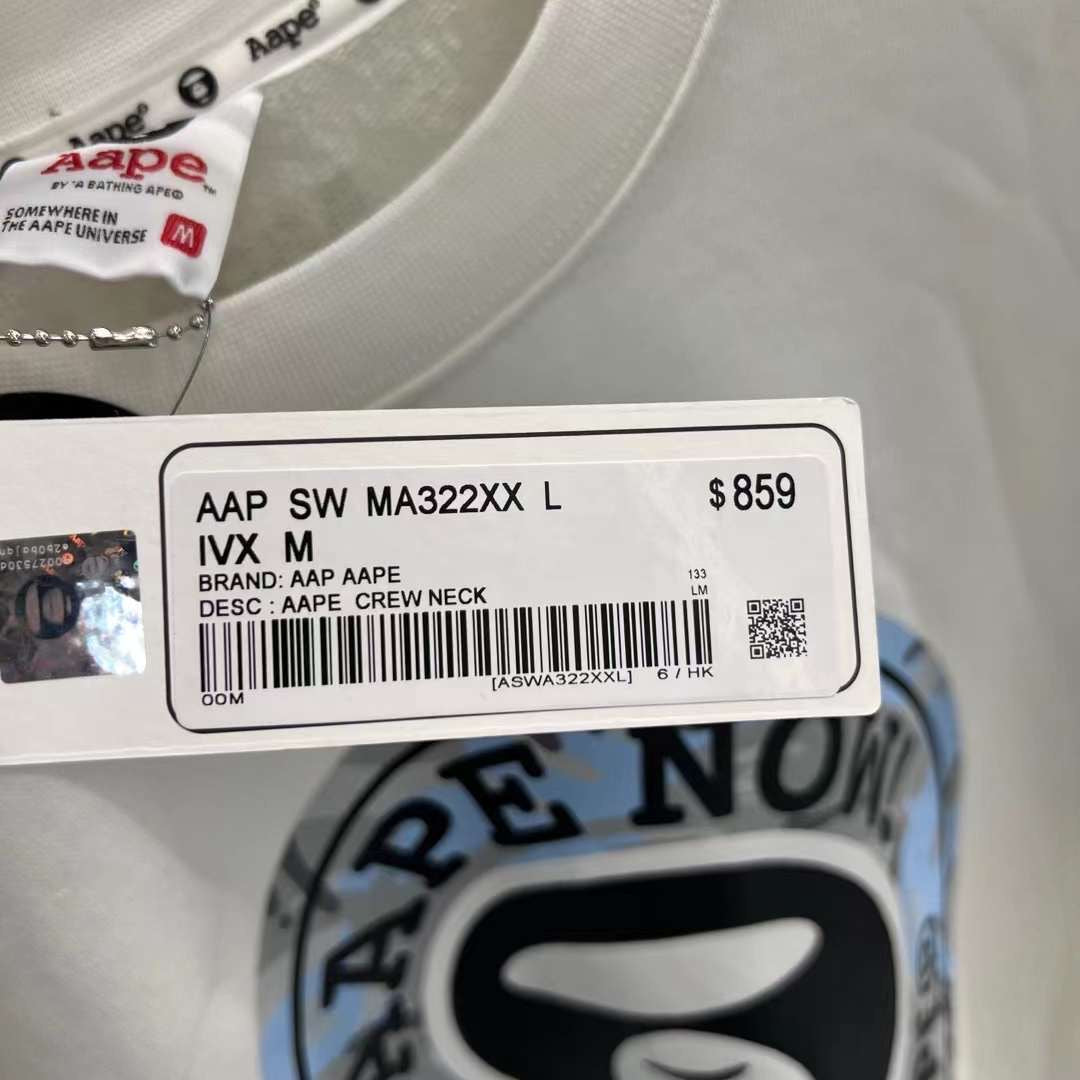 Aape
Aape
Aape™
BY *A BATHING APE®
SOMEWHERE IN
THE AAPE UNIVERSE
M
AAP SW MA322XX L
$859
IVX M
BRAND: AAP AAPE
133
DESC : AAPE CREW NECK
LM
[ASWA322XXL] 6 / HK
00M
AAPE NOW!